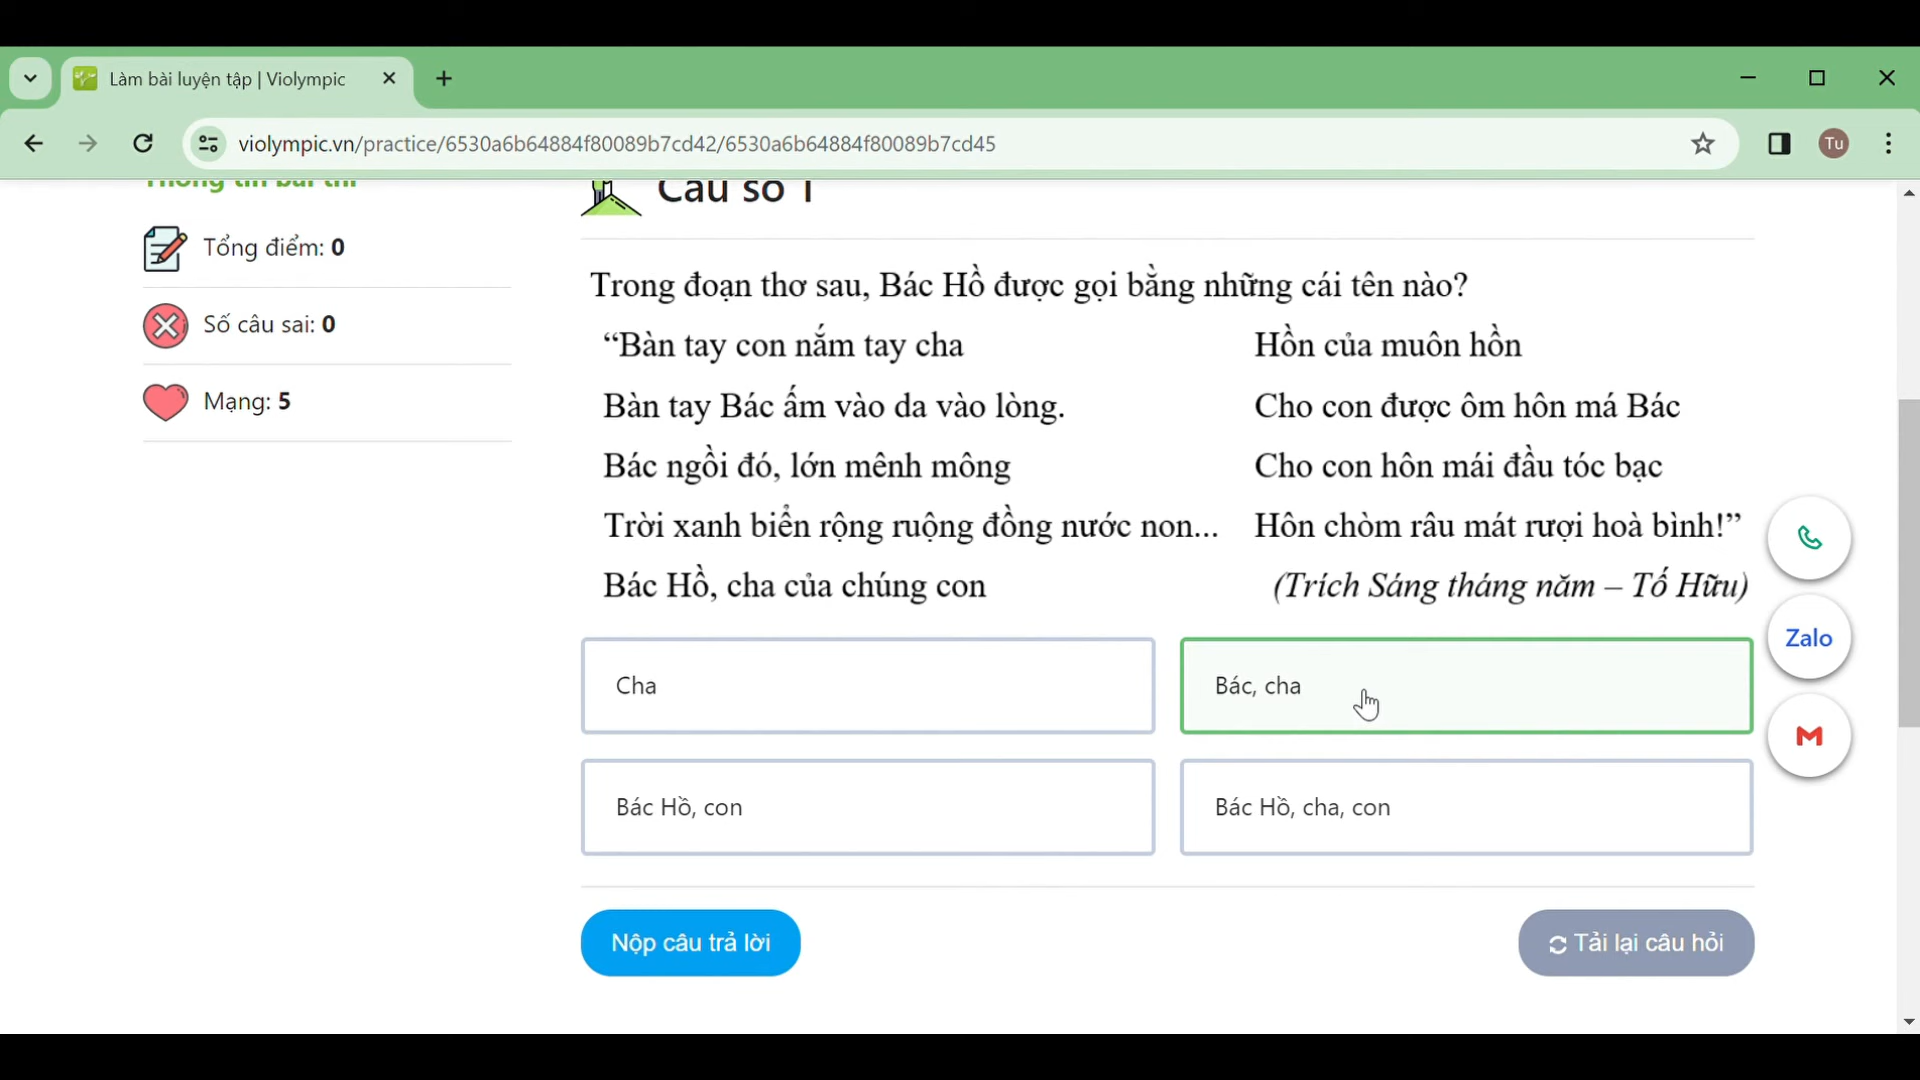 Làm bài luyện tập | Violympic
violympic.vn/practice/6530a6b64884f80089b7cd42/6530a6b64884f80089b7cd45
Tu
Thông tin bài thi
Tổng điểm: 0
Số câu sai: 0
Mạng: 5
Câu số 1
Trong đoạn thơ sau, Bác Hồ được gọi bằng những cái tên nào?
“Bàn tay con nắm tay cha
Bàn tay Bác ấm vào da vào lòng.
Bác ngồi đó, lớn mênh mông
Trời xanh biển rộng ruộng đồng nước non...
Bác Hồ, cha của chúng con
Hồn của muôn hồn
Cho con được ôm hôn má Bác
Cho con hôn mái đầu tóc bạc
Hôn chòm râu mát rượi hoà bình!”
(Trích Sáng tháng năm – Tố Hữu)
Cha
Bác, cha
Bác Hồ, con
Bác Hồ, cha, con
Nộp câu trả lời
Tải lại câu hỏi
Zalo